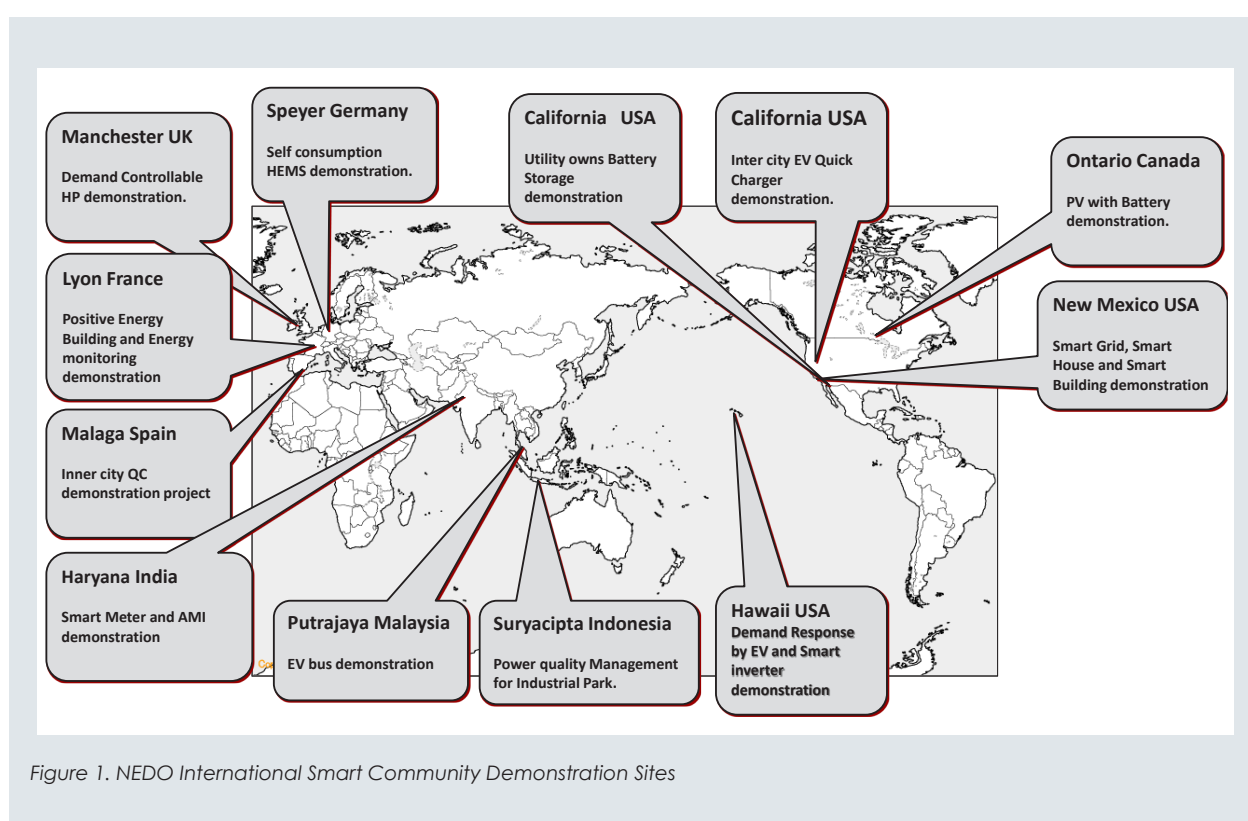 Manchester UK
Demand Controllable
HP demonstration.
Speyer Germany
Self consumption
HEMS demonstration.
California USA
Utility owns Battery
Storage
demonstration
California USA
Inter city EV Quick
Charger
demonstration.
Ontario Canada
PV with Battery
demonstration.
Lyon France
Positive Energy
Building and Energy
monitoring
demonstration
New Mexico USA
Smart Grid, Smart
House and Smart
Building demonstration
Malaga Spain
Inner city QC
demonstration project
Haryana India
Smart Meter and AMI
demonstration
Putrajaya Malaysia
EV bus demonstration
Suryacipta Indonesia
Power quality Management
for Industrial Park.
Hawaii USA
Demand Response
by EV and Smart
inverter
demonstration
Figure 1. NEDO International Smart Community Demonstration Sites